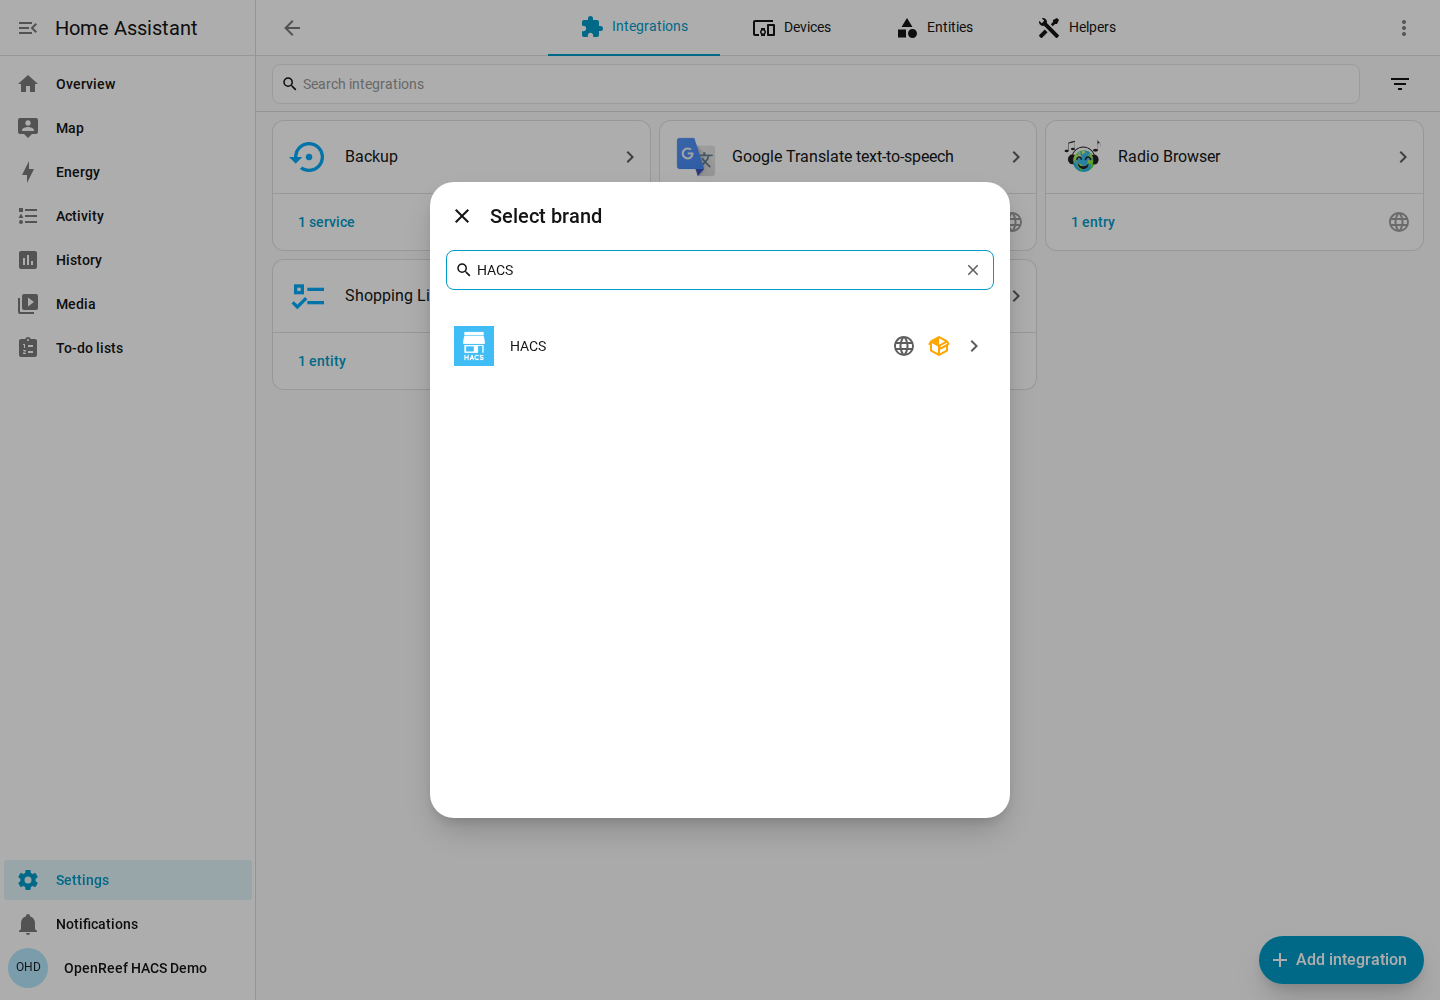 Home Assistant
Integrations
Devices
Entities
Helpers
Search integrations
Overview
Map
Energy
Activity
History
Media
To-do lists
Settings
Notifications
OHD
OpenReef HACS Demo
Backup
Google Translate text-to-speech
Radio Browser
1 service
1 entry
Shopping Li
1 entity
Select brand
HACS
HACS
HACS
Add integration